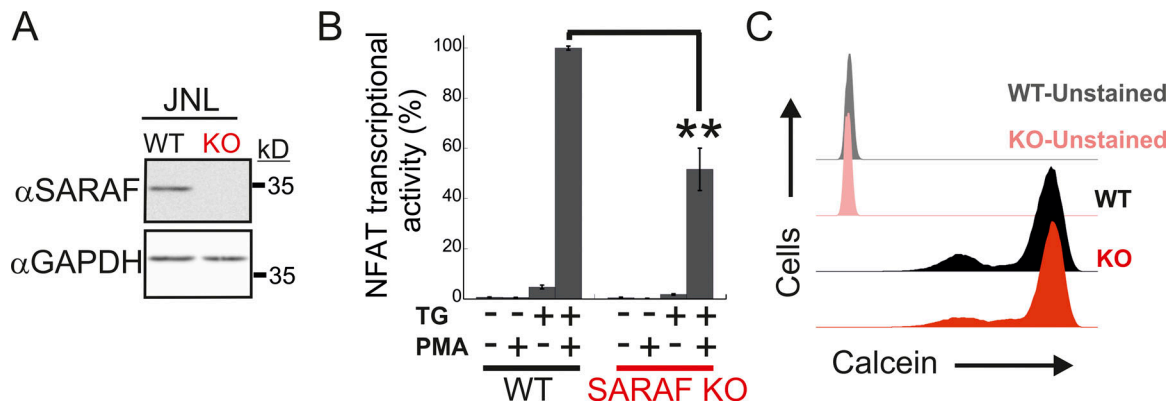 A
JNL
WT KO
kD
αSARAF
35
αGAPDH
35
B
NFAT transcriptional
activity (%)
100
80
60
40
20
0
**
TG - - + + - - + +
PMA - + - + - + - +
WT SARAF KO
C
WT-Unstained
KO-Unstained
WT
KO
Cells
Calcein